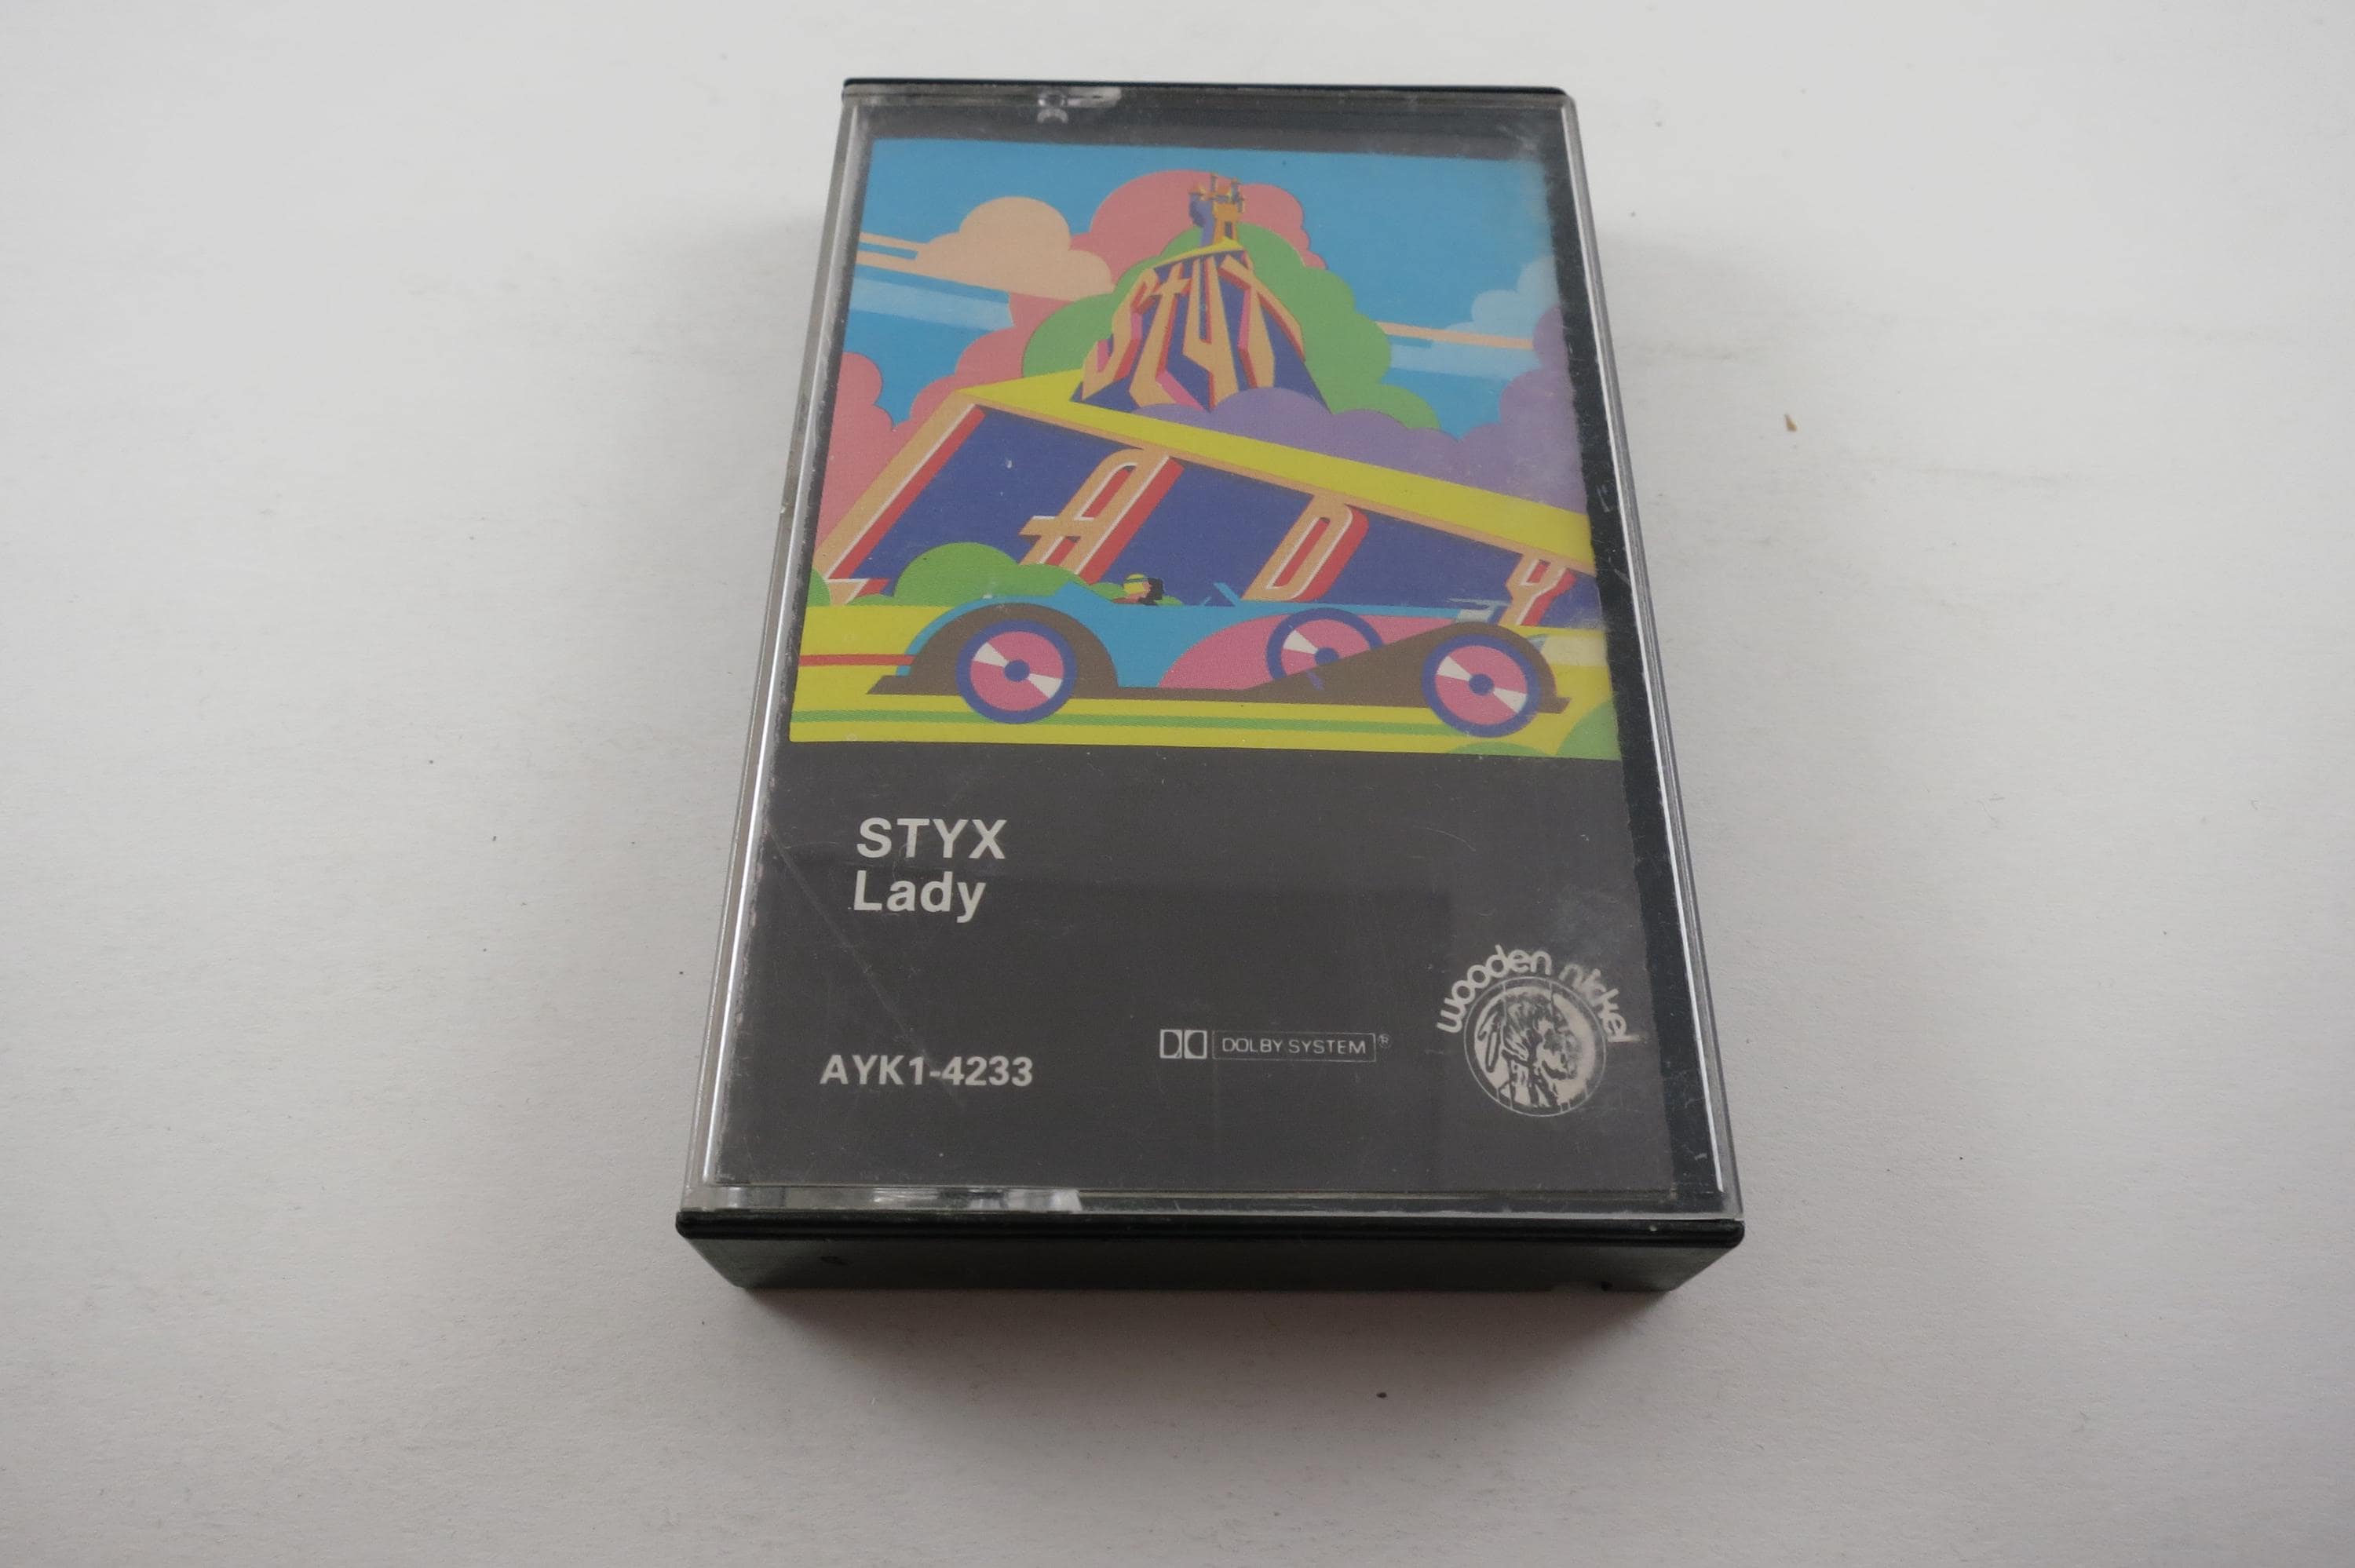 STYX
LADY
STYX
Lady
wooden nickel
DOLBY SYSTEM®
AYK1-4233